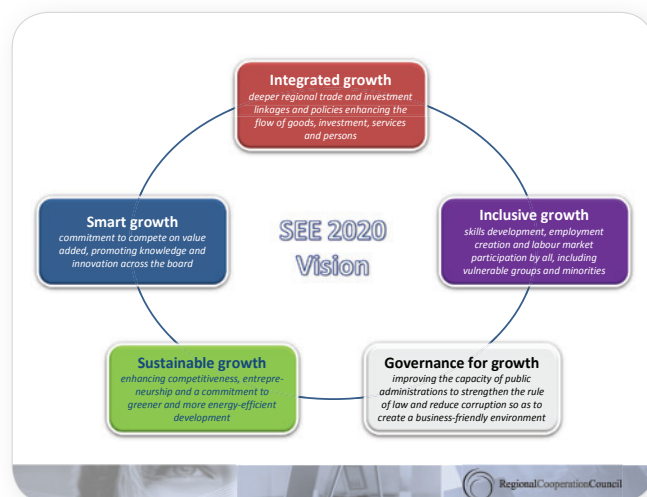 Integrated growth
deeper regional trade and investment
linkages and policies enhancing the
flow of goods, investment, services
and persons
Smart growth
commitment to compete on value
added, promoting knowledge and
innovation across the board
SEE 2020
Vision
Inclusive growth
skills development, employment
creation and labour market
participation by all, including
vulnerable groups and minorities
Sustainable growth
enhancing competitiveness, entrepre-
neurship and a commitment to
greener and more energy-efficient
development
Governance for growth
improving the capacity of public
administrations to strengthen the rule
of law and reduce corruption so as to
create a business-friendly environment
RegionalCooperationCouncil